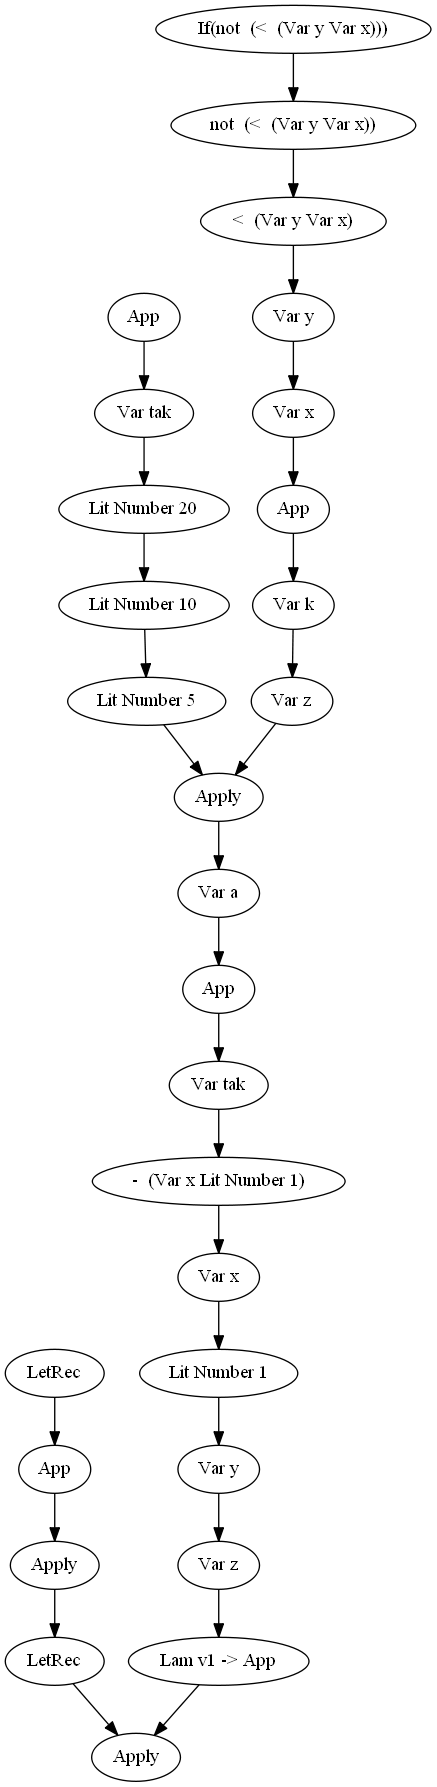 If(not  (<  (Var y Var x)))
not  (<  (Var y Var x))
<  (Var y Var x)
App
Var y
Var tak
Var x
Lit Number 20
App
Lit Number 10
Var k
Lit Number 5
Var z
Apply
Var a
App
Var tak
-  (Var x Lit Number 1)
Var x
LetRec
Lit Number 1
App
Var y
Apply
Var z
LetRec
Lam v1 -> App
Apply